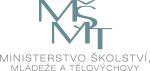 MŠMT
MINISTERSTVO ŠKOLSTVÍ,
MLÁDEŽE A TĚLOVÝCHOVY